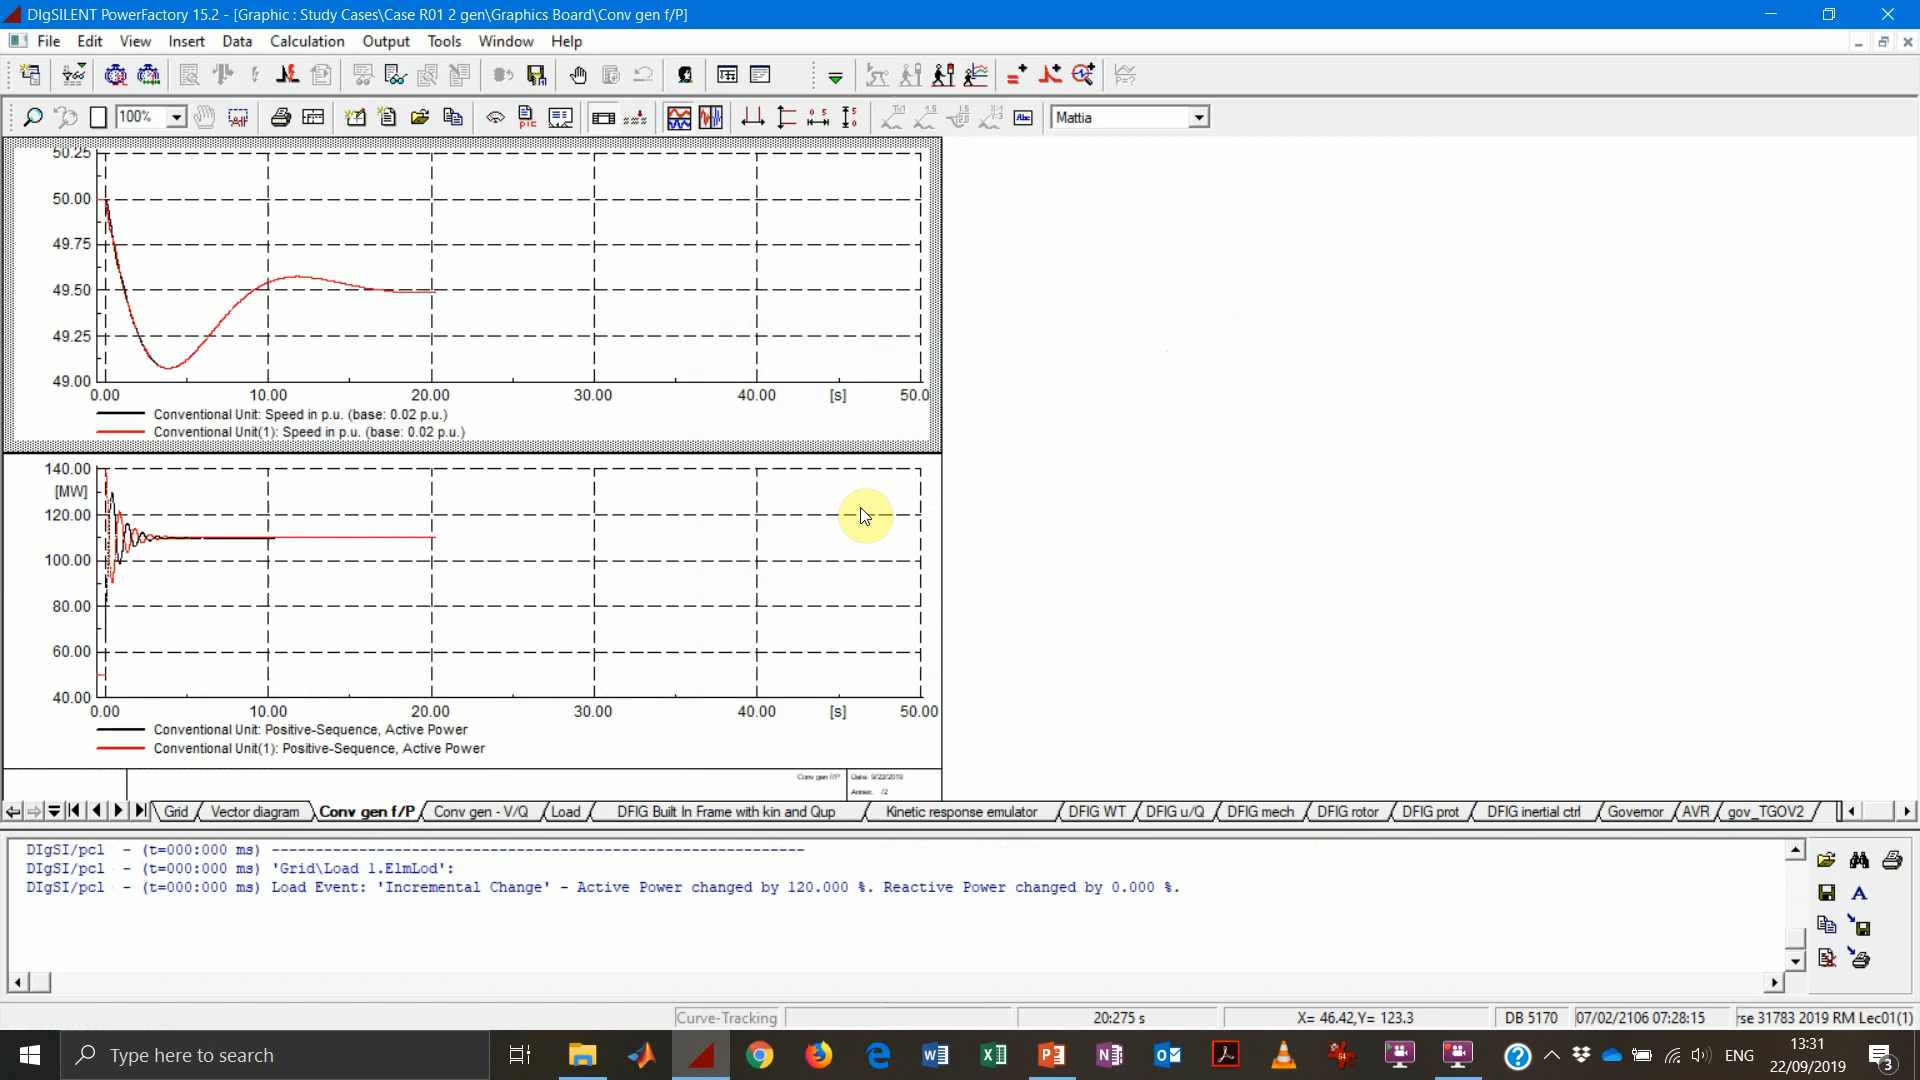 DIgSILENT PowerFactory 15.2 - [Graphic : Study Cases\Case R01 2 gen\Graphics Board\Conv gen f/P]
File Edit View Insert Data Calculation Output Tools Window Help
100% Mattia
50.25
50.00
49.75
49.50
49.25
49.00
0.00 10.00 20.00 30.00 40.00 [s] 50.0
Conventional Unit: Speed in p.u. (base: 0.02 p.u.)
Conventional Unit(1): Speed in p.u. (base: 0.02 p.u.)
140.00
[MW]
120.00
100.00
80.00
60.00
40.00
0.00 10.00 20.00 30.00 40.00 [s] 50.00
Conventional Unit: Positive-Sequence, Active Power
Conventional Unit(1): Positive-Sequence, Active Power
Conv gen f/P Date: 9/22/2019
Annex: /2
Grid Vector diagram Conv gen f/P Conv gen - V/Q Load DFIG Built In Frame with kin and Qup Kinetic response emulator DFIG WT DFIG u/Q DFIG mech DFIG rotor DFIG prot DFIG inertial ctrl Governor AVR gov_TGOV2
DIgSI/pcl - (t=000:000 ms) ---------------------------------------------------------
DIgSI/pcl - (t=000:000 ms) 'Grid\Load 1.ElmLod':
DIgSI/pcl - (t=000:000 ms) Load Event: 'Incremental Change' - Active Power changed by 120.000 %. Reactive Power changed by 0.000 %.
Curve-Tracking 20:275 s X= 46.42,Y= 123.3 DB 5170 07/02/2106 07:28:15 rse 31783 2019 RM Lec01(1)
Type here to search
ENG
13:31
22/09/2019
3